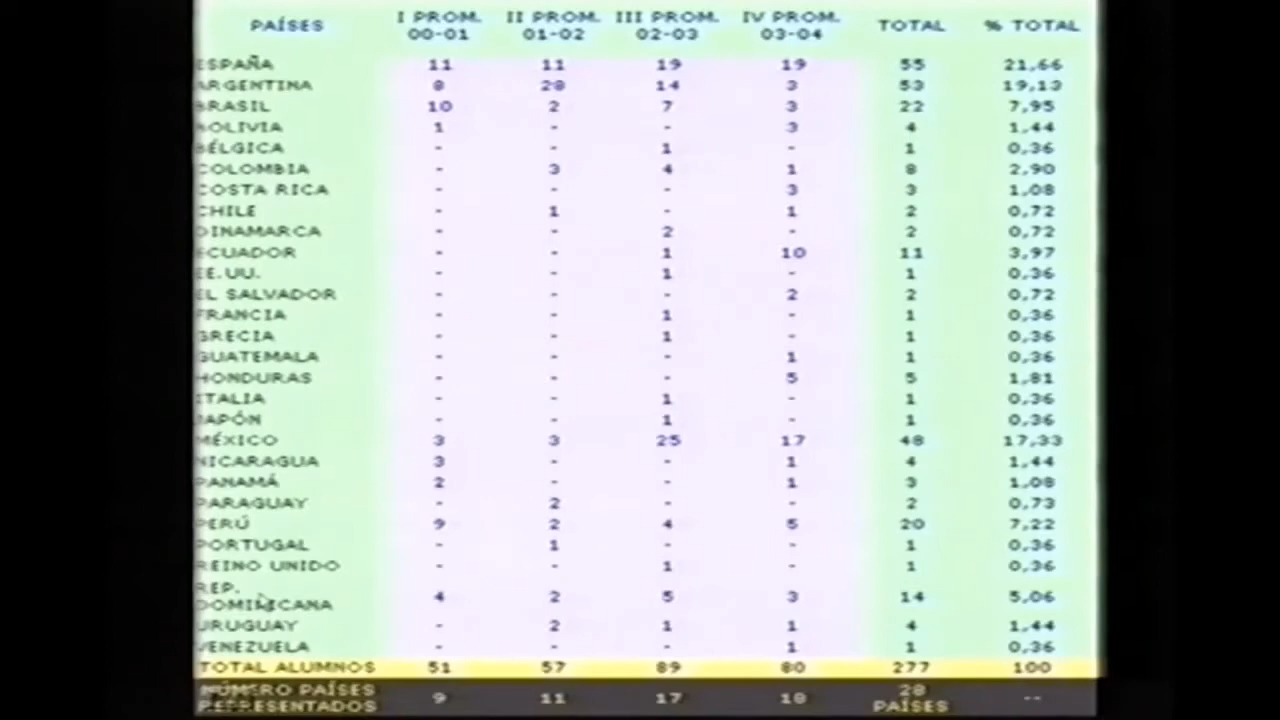 PAÍSES I PROM. 00-01 II PROM. 01-02 III PROM. 02-03 IV PROM. 03-04 TOTAL % TOTAL
ESPAÑA 11 11 19 19 55 21,66
ARGENTINA 8 28 14 3 53 19,13
BRASIL 10 2 7 3 22 7,95
BOLIVIA 1 - - 3 4 1,44
BÉLGICA - - 1 - 1 0,36
COLOMBIA - 3 4 1 8 2,90
COSTA RICA - - - 3 3 1,08
CHILE - 1 - 1 2 0,72
DINAMARCA - - 2 - 2 0,72
ECUADOR - - 1 10 11 3,97
EE.UU. - - 1 - 1 0,36
EL SALVADOR - - - 2 2 0,72
FRANCIA - - 1 - 1 0,36
GRECIA - - 1 - 1 0,36
GUATEMALA - - - 1 1 0,36
HONDURAS - - - 5 5 1,81
ITALIA - - 1 - 1 0,36
JAPÓN - - 1 - 1 0,36
MÉXICO 3 3 25 17 48 17,33
NICARAGUA 3 - - 1 4 1,44
PANAMÁ 2 - - 1 3 1,08
PARAGUAY - 2 - - 2 0,73
PERÚ 9 2 4 5 20 7,22
PORTUGAL - 1 - - 1 0,36
REINO UNIDO - - 1 - 1 0,36
REP. DOMINICANA 4 2 5 3 14 5,06
URUGUAY - 2 1 1 4 1,44
VENEZUELA - - - 1 1 0,36
TOTAL ALUMNOS 51 57 89 80 277 100
NÚMERO PAÍSES REPRESENTADOS 9 11 17 18 28 PAÍSES --